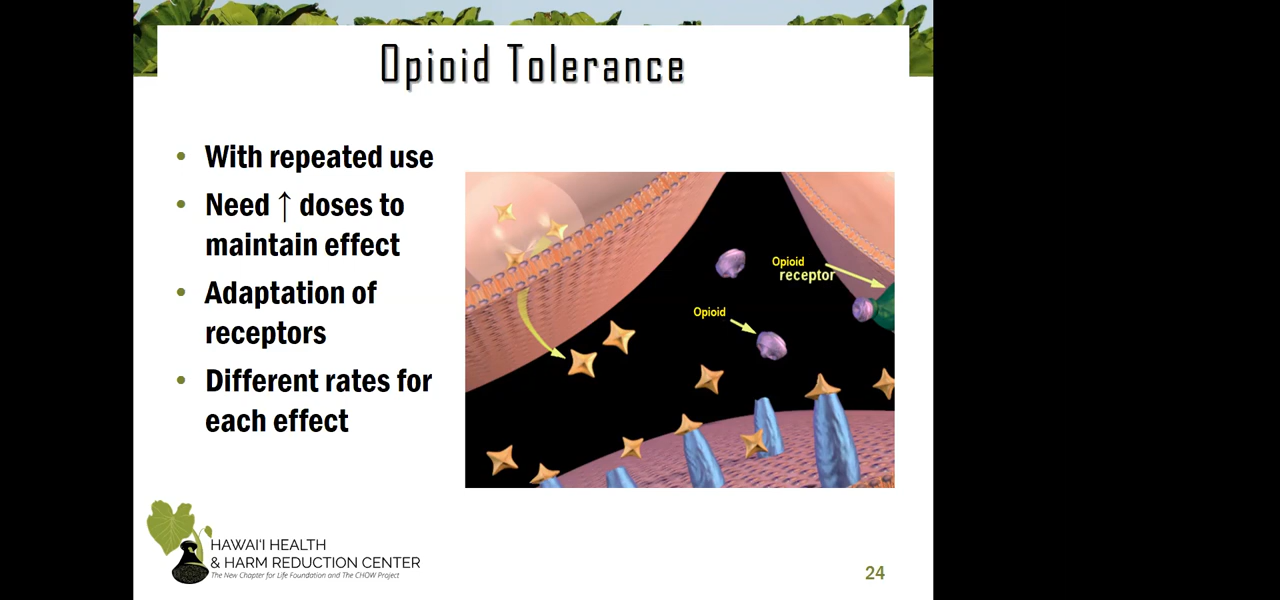 Opioid Tolerance
• With repeated use
• Need ↑ doses to
maintain effect
• Adaptation of
receptors
• Different rates for
each effect
Opioid
receptor
Opioid
HAWAI'I HEALTH
& HARM REDUCTION CENTER
The New Chapter for Life Foundation and The CHOW Project
24